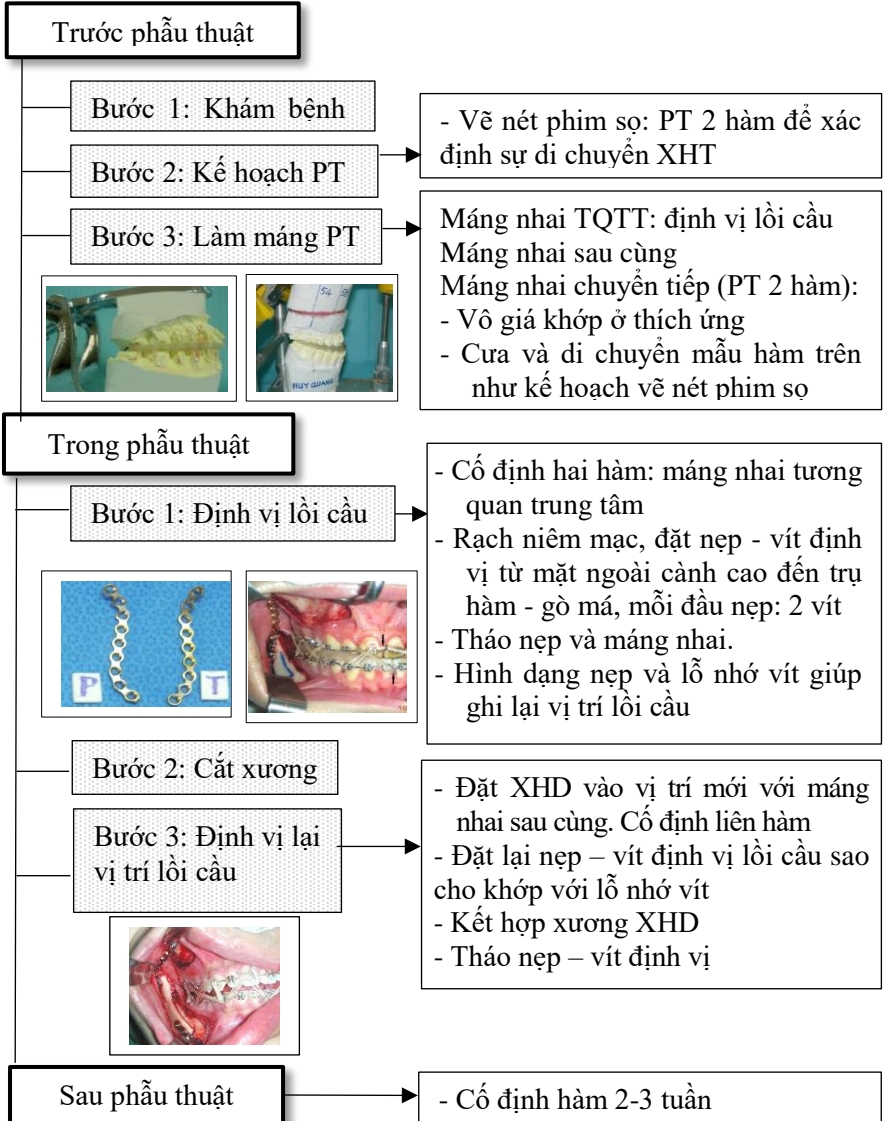 Trước phẫu thuật
Bước 1: Khám bệnh
Bước 2: Kế hoạch PT
- Vẽ nét phim sọ: PT 2 hàm để xác
định sự di chuyển XHT
Bước 3: Làm máng PT
Máng nhai TQTT: định vị lồi cầu
Máng nhai sau cùng
Máng nhai chuyển tiếp (PT 2 hàm):
- Vô giá khớp ở thích ứng
- Cưa và di chuyển mẫu hàm trên
như kế hoạch vẽ nét phim sọ
54
HUY QUANG
Trong phẫu thuật
Bước 1: Định vị lồi cầu
- Cố định hai hàm: máng nhai tương
quan trung tâm
- Rạch niêm mạc, đặt nẹp - vít định
vị từ mặt ngoài cành cao đến trụ
hàm - gò má, mỗi đầu nẹp: 2 vít
- Tháo nẹp và máng nhai.
- Hình dạng nẹp và lỗ nhớ vít giúp
ghi lại vị trí lồi cầu
P
T
Bước 2: Cắt xương
Bước 3: Định vị lại
vị trí lồi cầu
- Đặt XHD vào vị trí mới với máng
nhai sau cùng. Cố định liên hàm
- Đặt lại nẹp – vít định vị lồi cầu sao
cho khớp với lỗ nhớ vít
- Kết hợp xương XHD
- Tháo nẹp – vít định vị
Sau phẫu thuật
- Cố định hàm 2-3 tuần